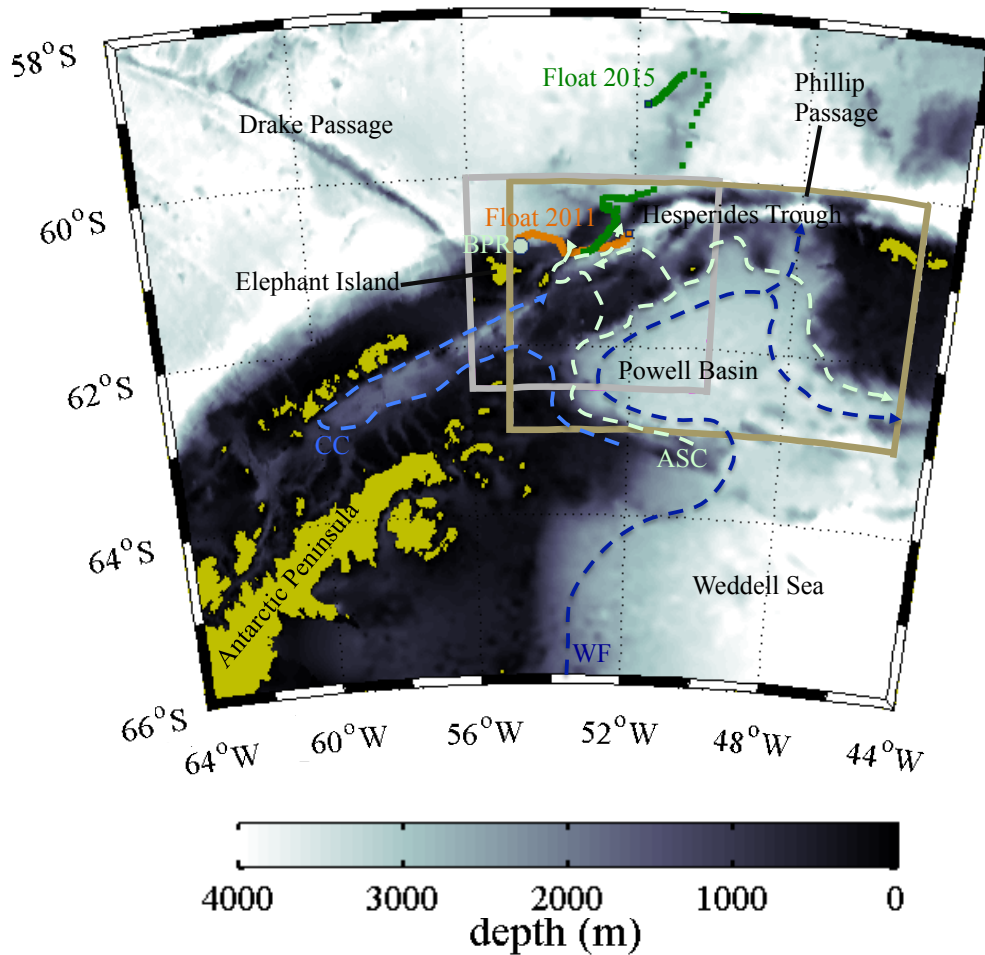 58°S
Float 2015
Phillip
Passage
Drake Passage
60°S
Float 2011
Hesperides Trough
BPR
Elephant Island
62°S
Powell Basin
CC
ASC
64°S
Antarctic Peninsula
Weddell Sea
WF
66°S
64°W
60°W
56°W
52°W
48°W
44°W
4000
3000
2000
1000
0
depth (m)